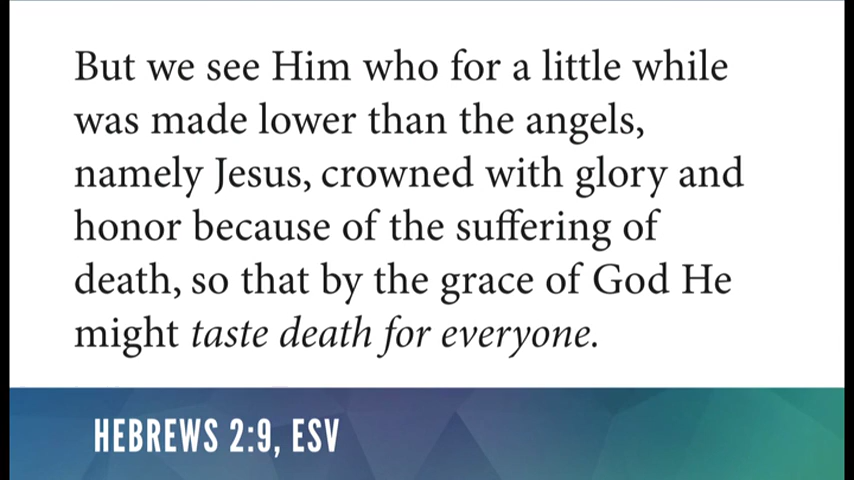 But we see Him who for a little while
was made lower than the angels,
namely Jesus, crowned with glory and
honor because of the suffering of
death, so that by the grace of God He
might taste death for everyone.
HEBREWS 2:9, ESV